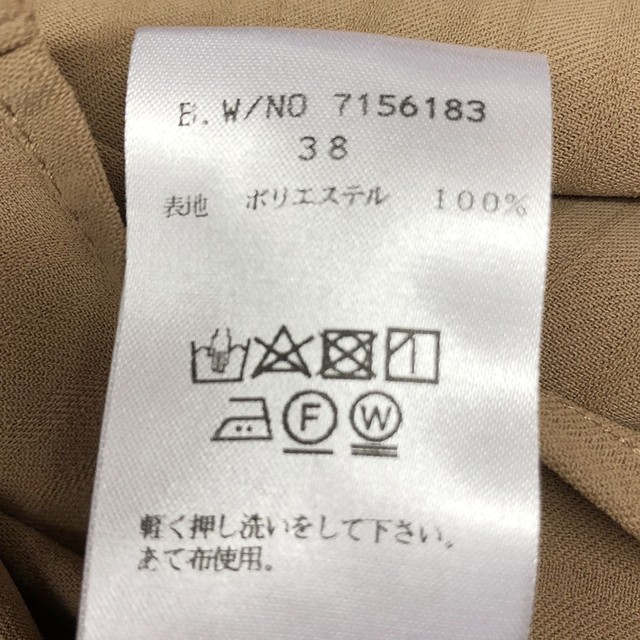 B.W/NO 7156183
38
表地 ポリエステル 100%
F W
軽く押し洗いをして下さい。
あて布使用。